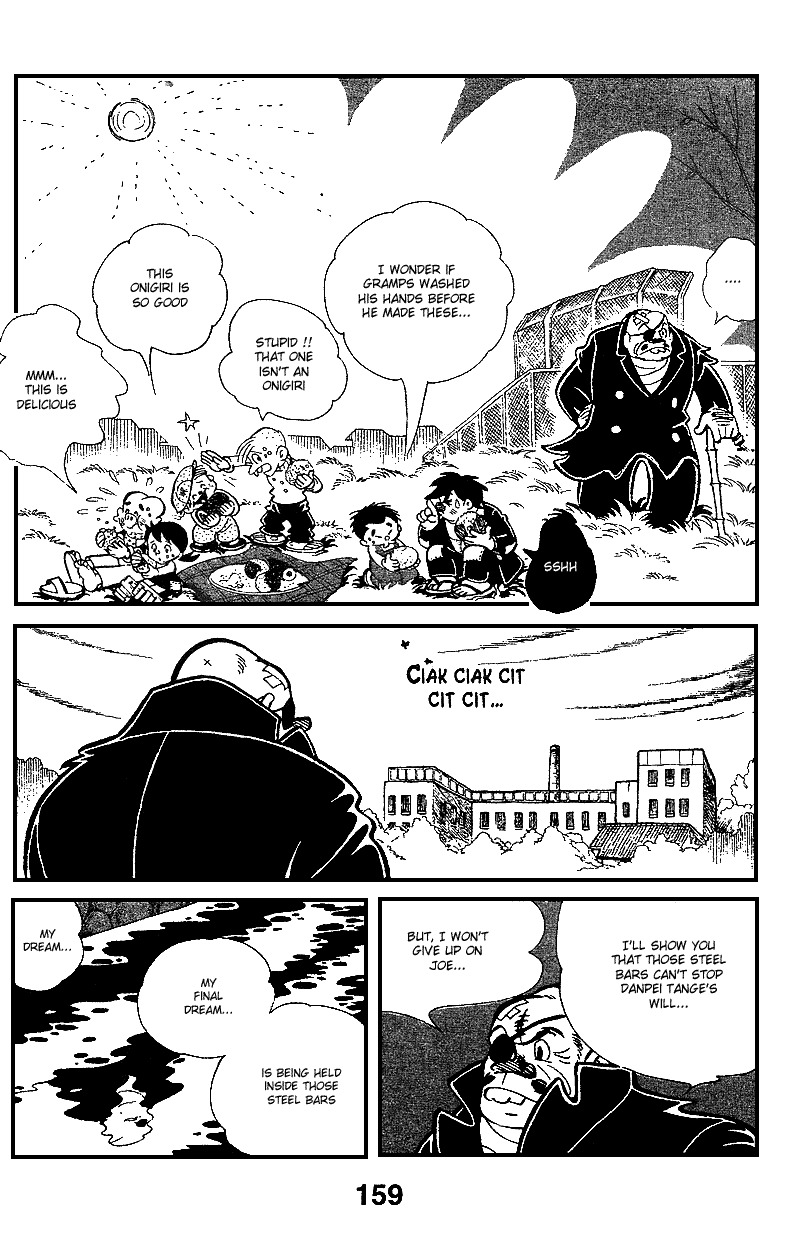 MMM...
THIS IS
DELICIOUS
THIS
ONIGIRI IS
SO GOOD
STUPID !!
THAT ONE
ISN'T AN
ONIGIRI
I WONDER IF
GRAMPS WASHED
HIS HANDS BEFORE
HE MADE THESE...
SSHH
....
CIAK CIAK CIT
CIT CIT...
MY
DREAM...
MY
FINAL
DREAM...
IS BEING HELD
INSIDE THOSE
STEEL BARS
BUT, I WON'T
GIVE UP ON
JOE...
I'LL SHOW YOU
THAT THOSE STEEL
BARS CAN'T STOP
DANPEI TANGE'S
WILL...
159